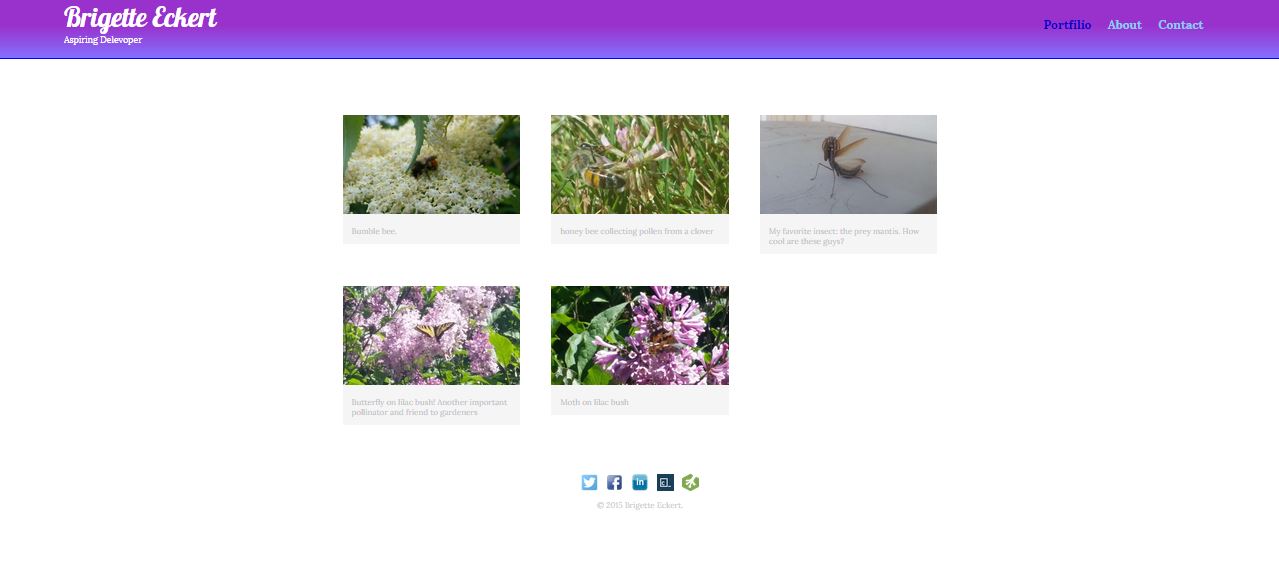 Brigette Eckert
Aspiring Delevoper
Portfilio About Contact
Bumble bee.
honey bee collecting pollen from a clover
My favorite insect: the prey mantis. How
cool are these guys?
Butterfly on lilac bush! Another important
pollinator and friend to gardeners
Moth on lilac bush
© 2015 Brigette Eckert.